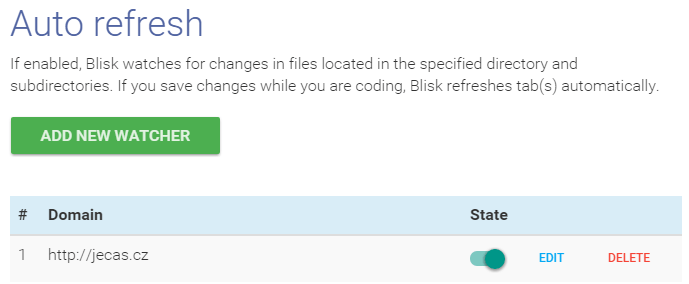 Auto refresh
If enabled, Blisk watches for changes in files located in the specified directory and
subdirectories. If you save changes while you are coding, Blisk refreshes tab(s) automatically.
ADD NEW WATCHER
# Domain State
1 http://jecas.cz EDIT DELETE